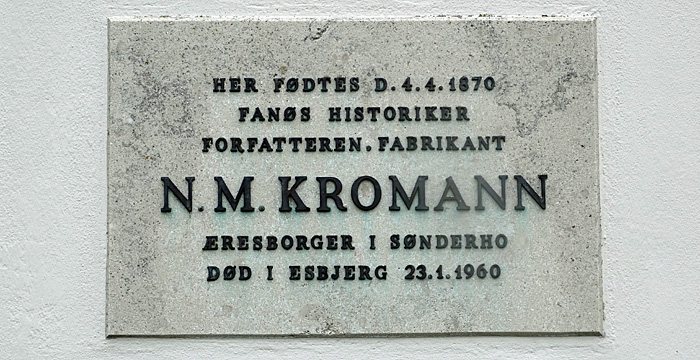 HER FØDTES D.4.4.1870
FANØS HISTORIKER
FORFATTEREN.FABRIKANT
N.M.KROMANN
ÆRESBORGER I SØNDERHO
DØD I ESBJERG 23.1.1960